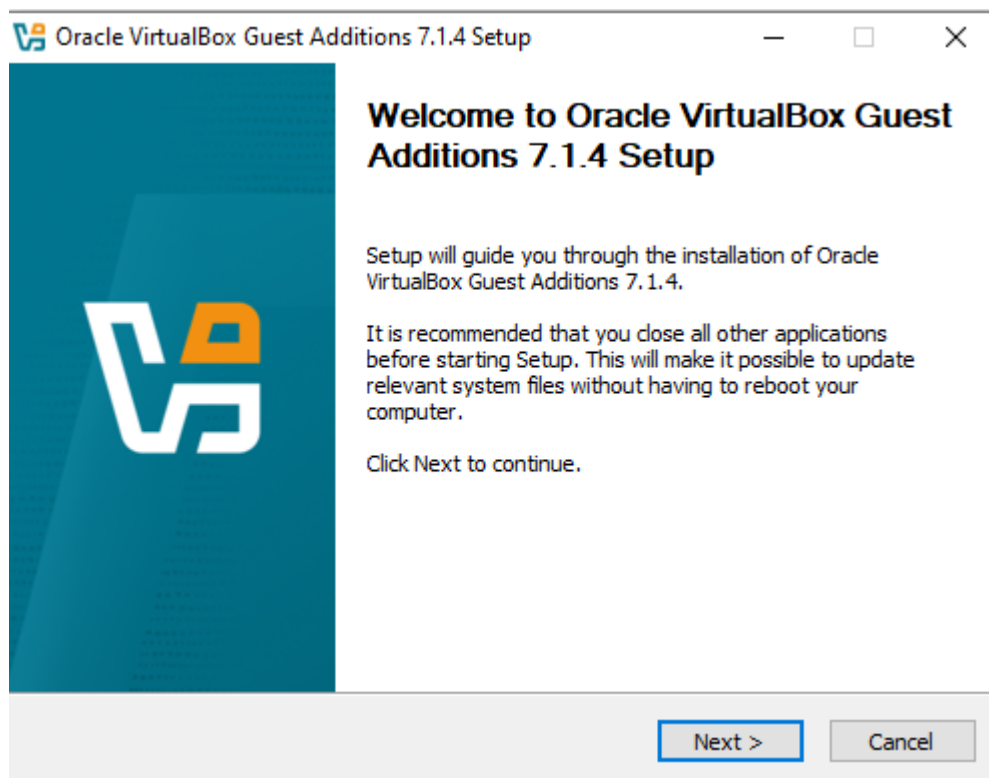 Oracle VirtualBox Guest Additions 7.1.4 Setup
Welcome to Oracle VirtualBox Guest
Additions 7.1.4 Setup
Setup will guide you through the installation of Oracle
VirtualBox Guest Additions 7.1.4.
It is recommended that you close all other applications
before starting Setup. This will make it possible to update
relevant system files without having to reboot your
computer.
Click Next to continue.
Next >
Cancel